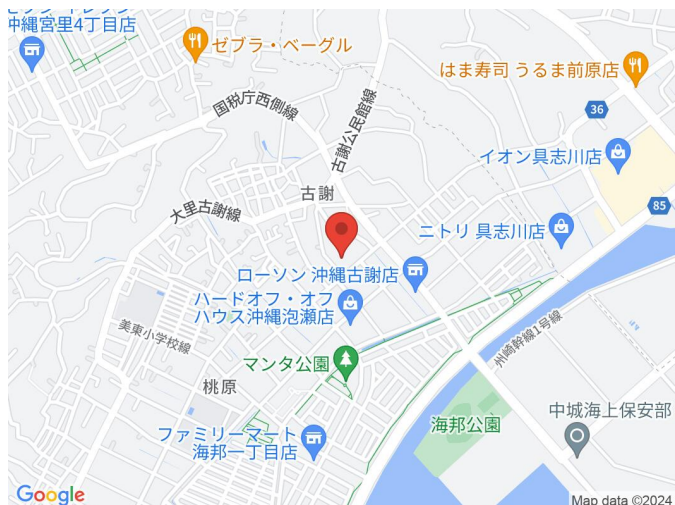 沖縄宮里4丁目店
ゼブラ・ベーグル
はま寿司 うるま前原店
国税庁西側線
古謝公民館線
36
イオン具志川店
大里古謝線
古謝
85
ニトリ 具志川店
ローソン 沖縄古謝店
ハードオフ・オフ
ハウス沖縄泡瀬店
美東小学校線
マンタ公園
州崎幹線1号線
桃原
海邦公園
中城海上保安部
ファミリーマート
海邦一丁目店
Google
Map data ©2024